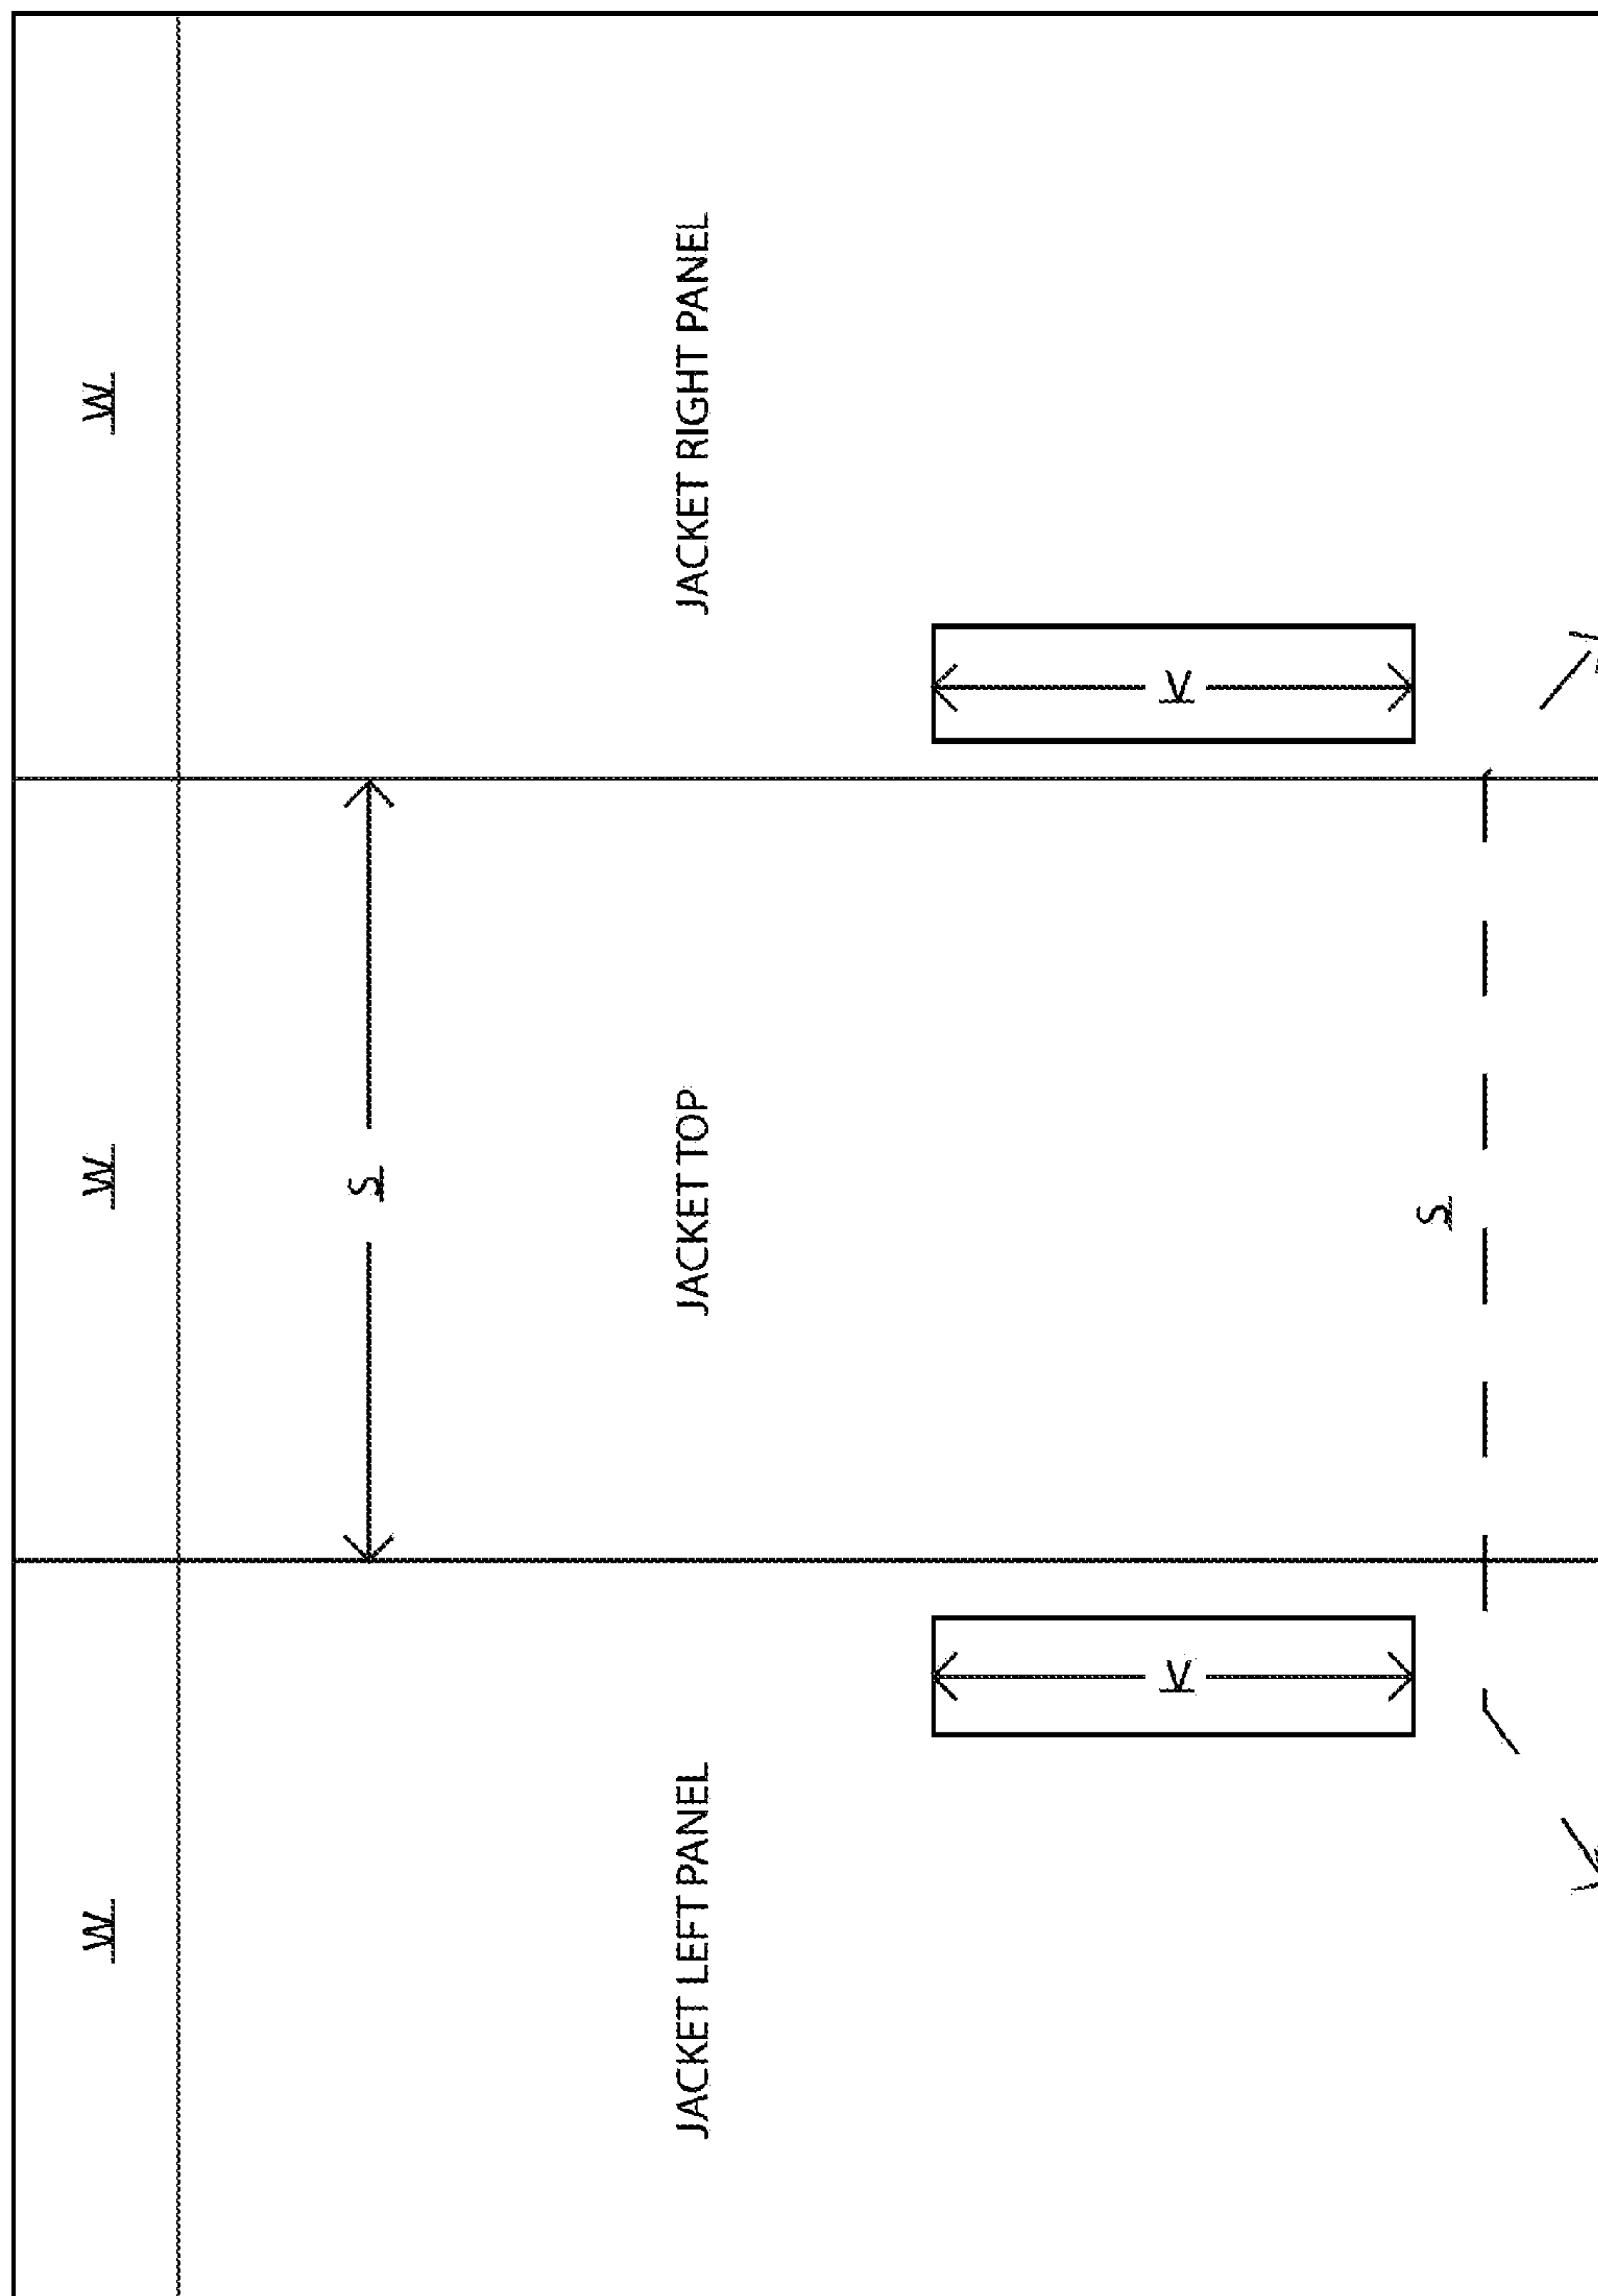 W W W
S
JACKET LEFT PANEL
JACKET TOP
JACKET RIGHT PANEL
V
V
S